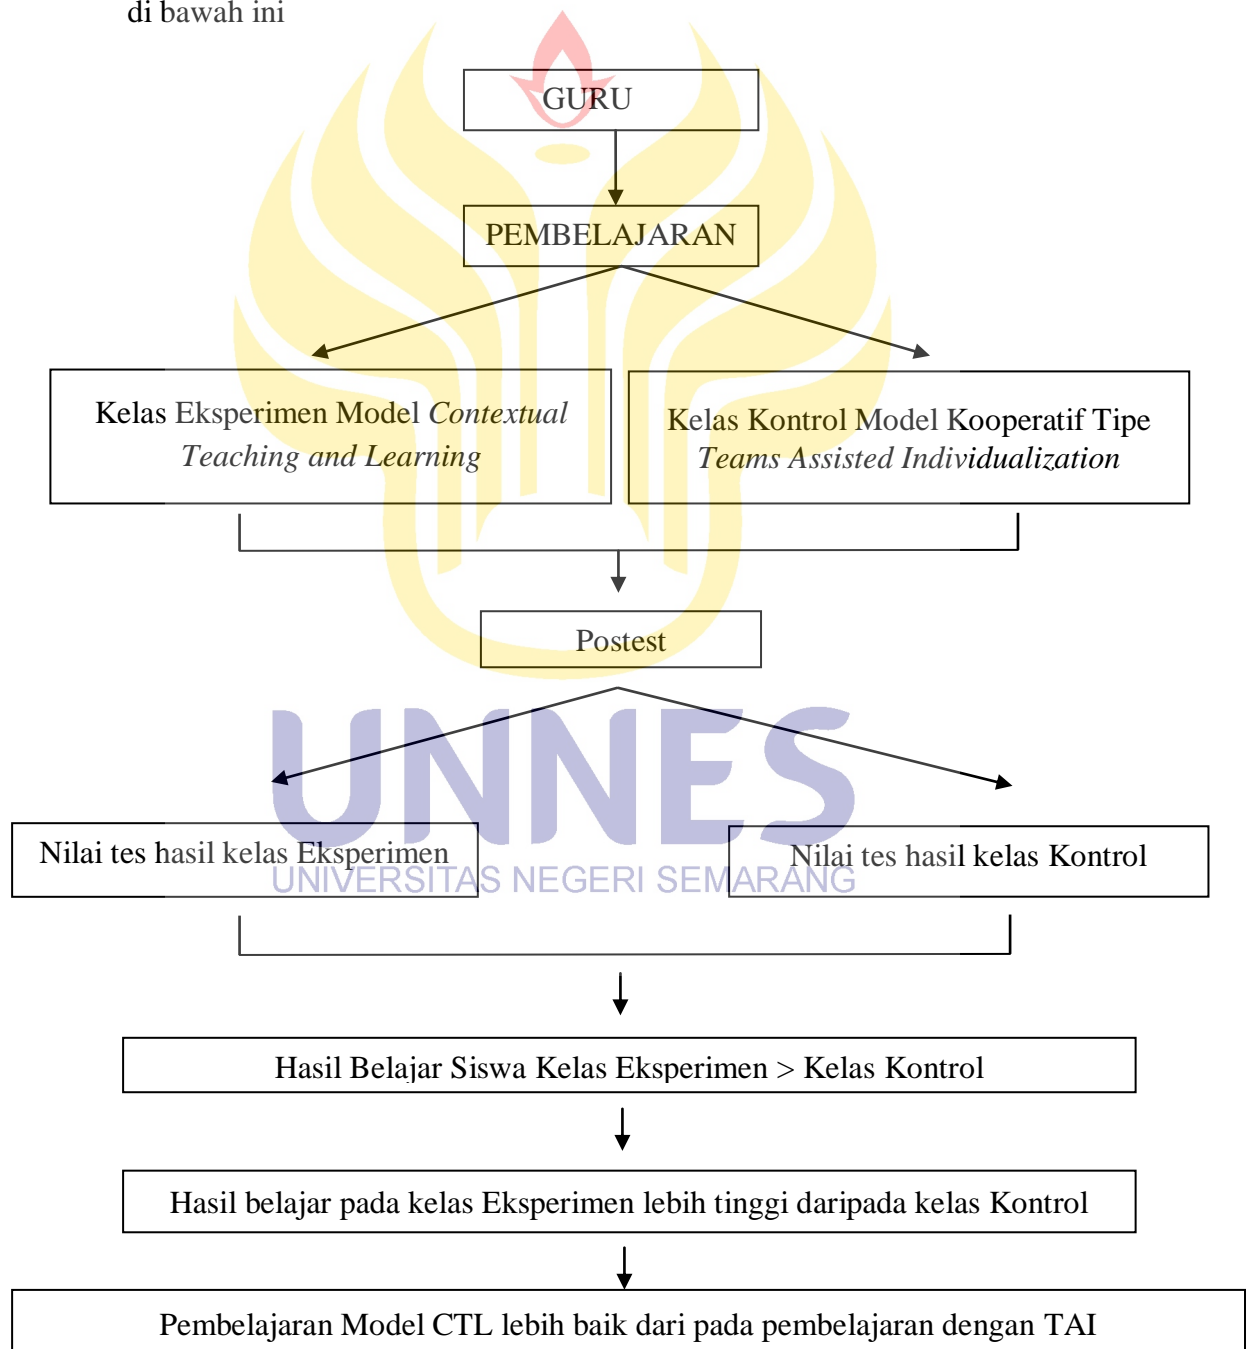 di bawah ini
GURU
PEMBELAJARAN
Kelas Eksperimen Model Contextual
Teaching and Learning
Kelas Kontrol Model Kooperatif Tipe
Teams Assisted Individualization
Postest
UNNES
Nilai tes hasil kelas Eksperimen
Nilai tes hasil kelas Kontrol
UNIVERSITAS NEGERI SEMARANG
Hasil Belajar Siswa Kelas Eksperimen > Kelas Kontrol
Hasil belajar pada kelas Eksperimen lebih tinggi daripada kelas Kontrol
Pembelajaran Model CTL lebih baik dari pada pembelajaran dengan TAI